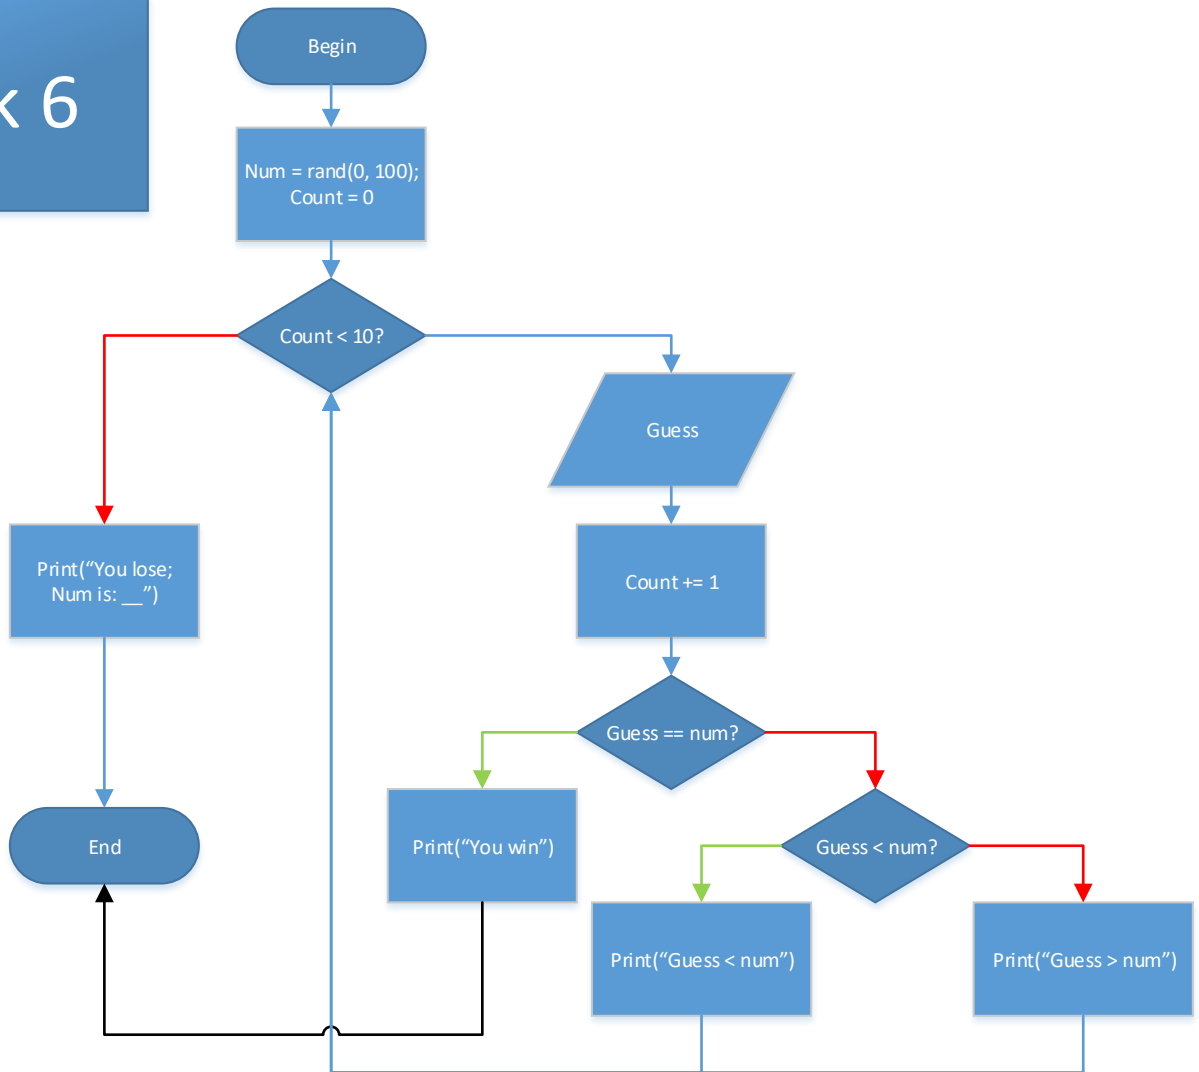 k 6
Begin
Num = rand(0, 100);
Count = 0
Count < 10?
Guess
Print(“You lose;
Num is: __”)
Count += 1
Guess == num?
End
Print(“You win”)
Guess < num?
Print(“Guess < num”)
Print(“Guess > num”)